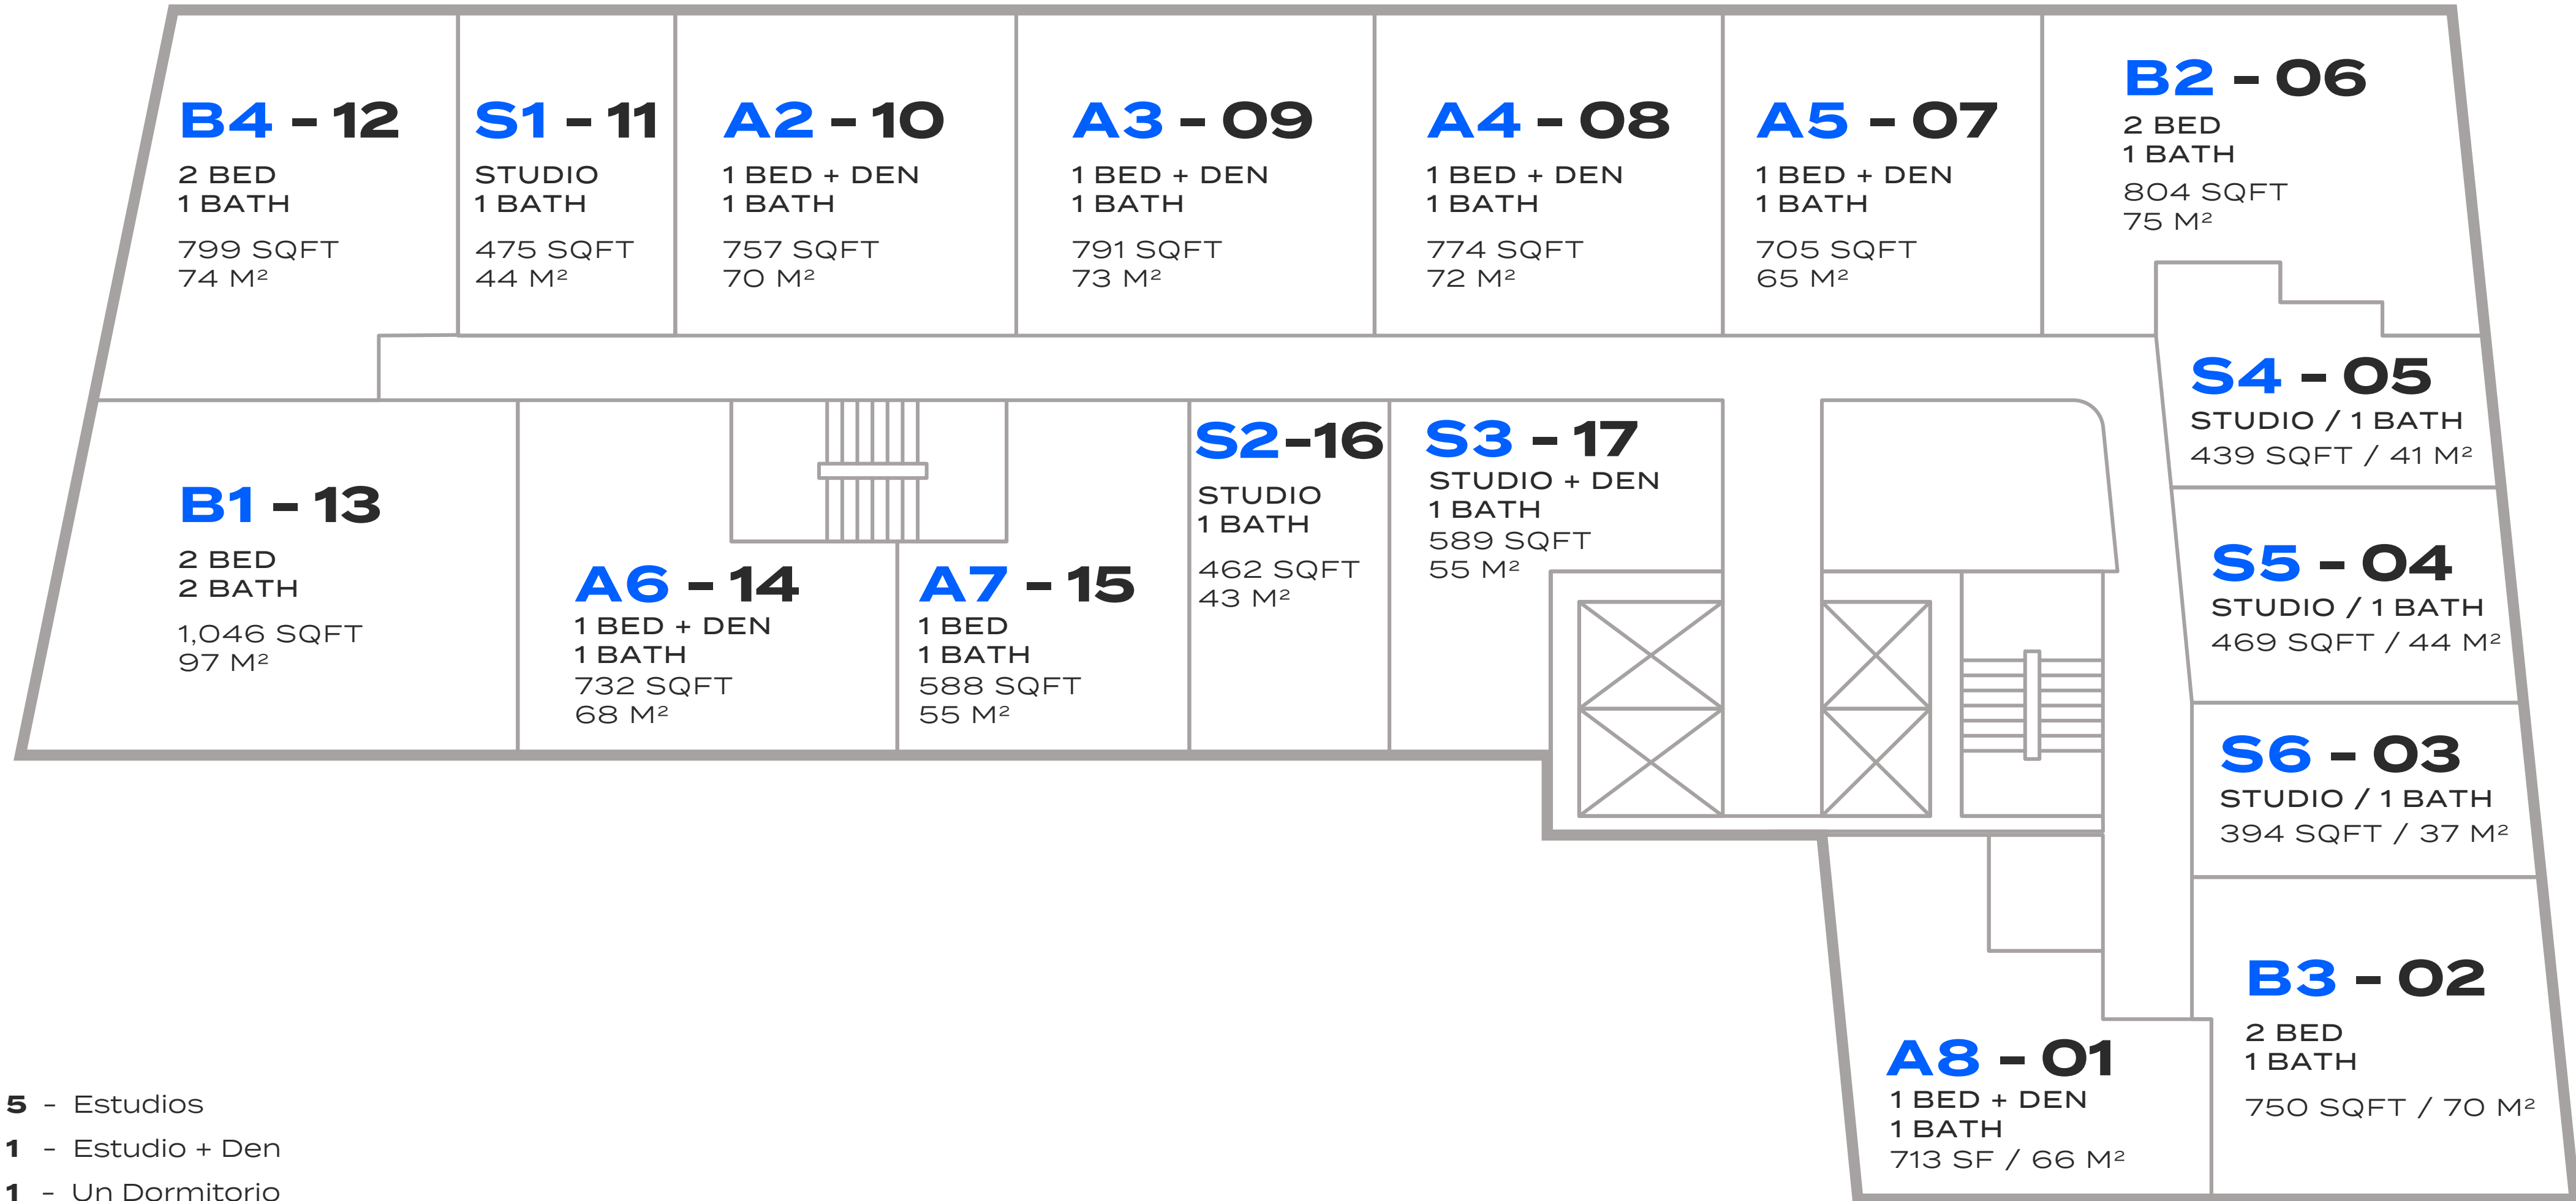 B4 - 12
2 BED
1 BATH
799 SQFT
74 M²
S1 - 11
STUDIO
1 BATH
475 SQFT
44 M²
A2 - 10
1 BED + DEN
1 BATH
757 SQFT
70 M²
A3 - 09
1 BED + DEN
1 BATH
791 SQFT
73 M²
A4 - 08
1 BED + DEN
1 BATH
774 SQFT
72 M²
A5 - 07
1 BED + DEN
1 BATH
705 SQFT
65 M²
B2 - 06
2 BED
1 BATH
804 SQFT
75 M²
S4 - 05
STUDIO / 1 BATH
439 SQFT / 41 M²
B1 - 13
2 BED
2 BATH
1,046 SQFT
97 M²
A6 - 14
1 BED + DEN
1 BATH
732 SQFT
68 M²
A7 - 15
1 BED
1 BATH
588 SQFT
55 M²
S2-16
STUDIO
1 BATH
462 SQFT
43 M²
S3 - 17
STUDIO + DEN
1 BATH
589 SQFT
55 M²
S5 - 04
STUDIO / 1 BATH
469 SQFT / 44 M²
S6 - 03
STUDIO / 1 BATH
394 SQFT / 37 M²
B3 - 02
2 BED
1 BATH
750 SQFT / 70 M²
A8 - 01
1 BED + DEN
1 BATH
713 SF / 66 M²
5 - Estudios
1 - Estudio + Den
1 - Un Dormitorio